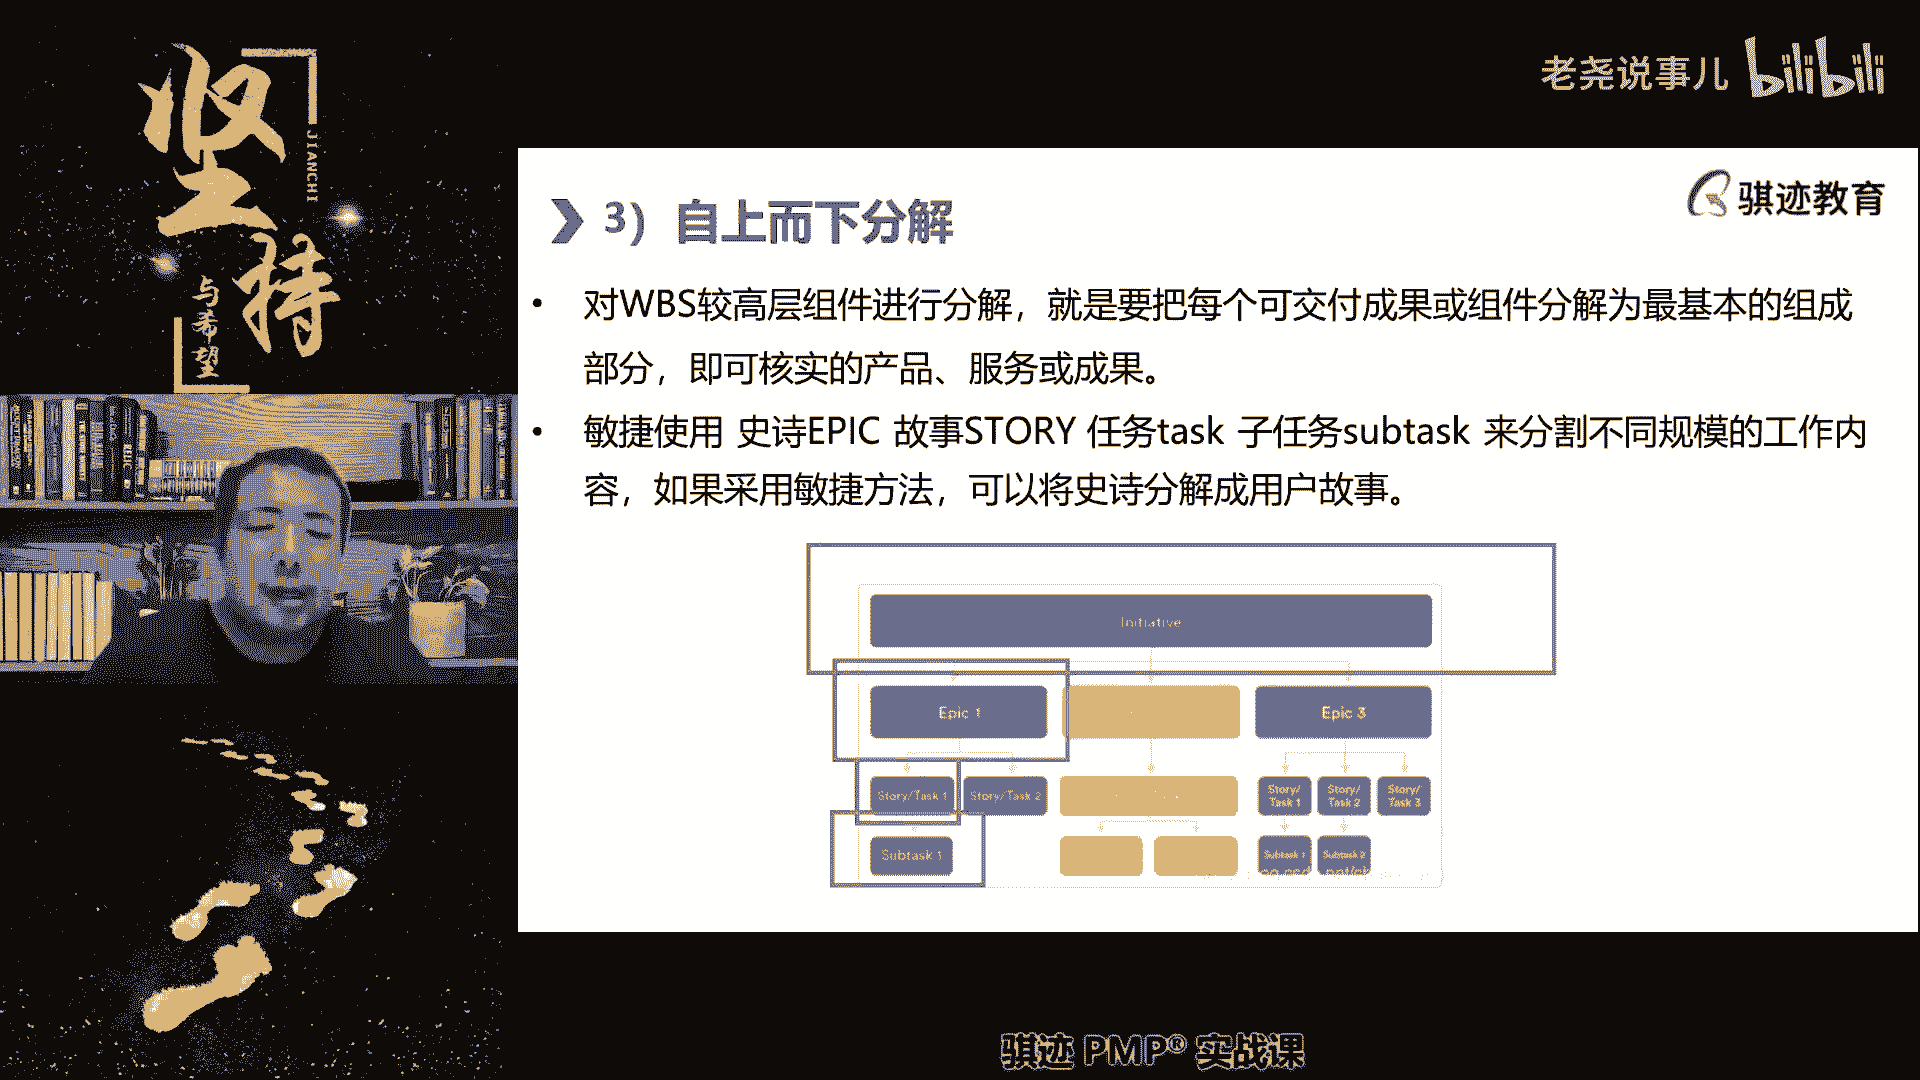 坚持
JIANCHI
与希望
老尧说事儿 bilibili
骐迹教育
3）自上而下分解
• 对WBS较高层组件进行分解，就是要把每个可交付成果或组件分解为最基本的组成
部分，即可核实的产品、服务或成果。
• 敏捷使用 史诗EPIC 故事STORY 任务task 子任务subtask 来分割不同规模的工作内
容，如果采用敏捷方法，可以将史诗分解成用户故事。
Initiative
Epic 1
Epic 3
Story/Task 1
Story/Task 2
Story/
Task 1
Story/
Task 2
Story/
Task 3
Subtask 1
Subtask 1
Subtask 2
骐迹 PMP® 实战课